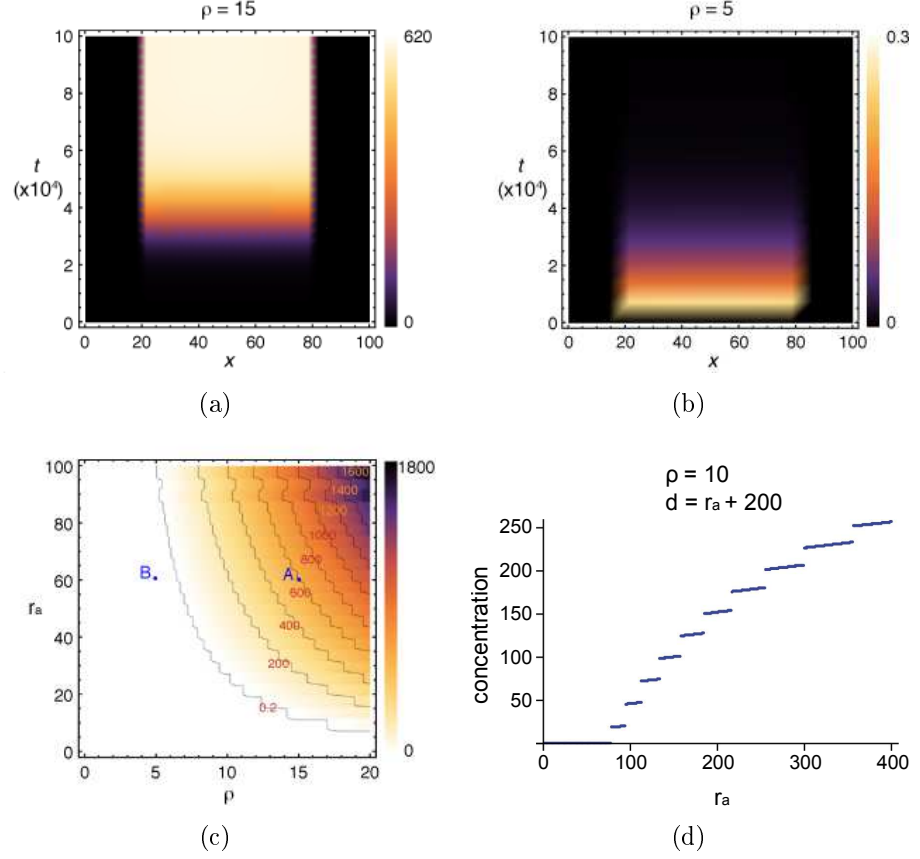 ρ = 15
10
8
6
t
(x10⁴)
4
2
0
0 20 40 60 80 100
x
620
0
(a)
ρ = 5
10
8
6
t
(x10⁴)
4
2
0
0 20 40 60 80 100
x
0.3
0
(b)
100
80
60
rₐ
40
20
0
0 5 10 15 20
ρ
B
A
1600
1400
1200
1000
800
600
400
200
0.2
1800
0
(c)
ρ = 10
d = rₐ + 200
250
200
150
100
50
concentration
0 100 200 300 400
rₐ
(d)